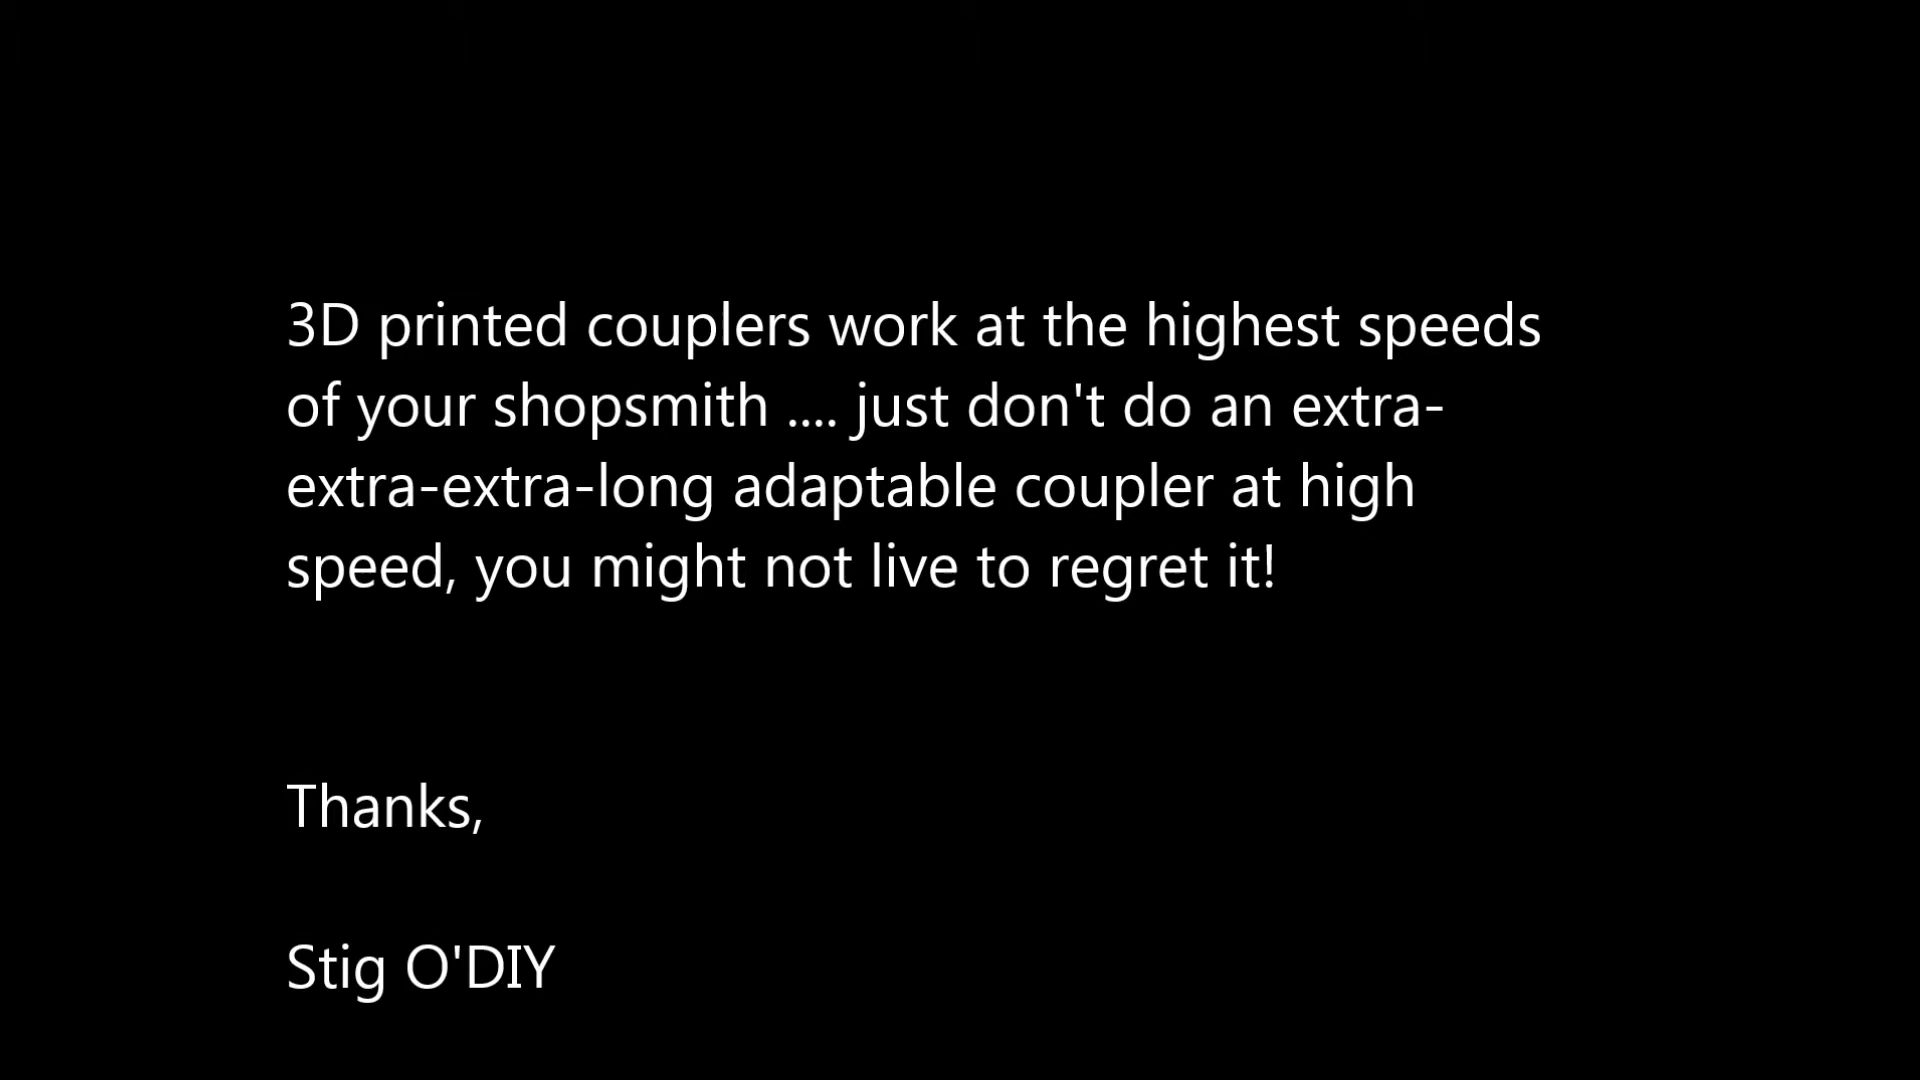 3D printed couplers work at the highest speeds
of your shopsmith .... just don't do an extra-
extra-extra-long adaptable coupler at high
speed, you might not live to regret it!
Thanks,
Stig O'DIY